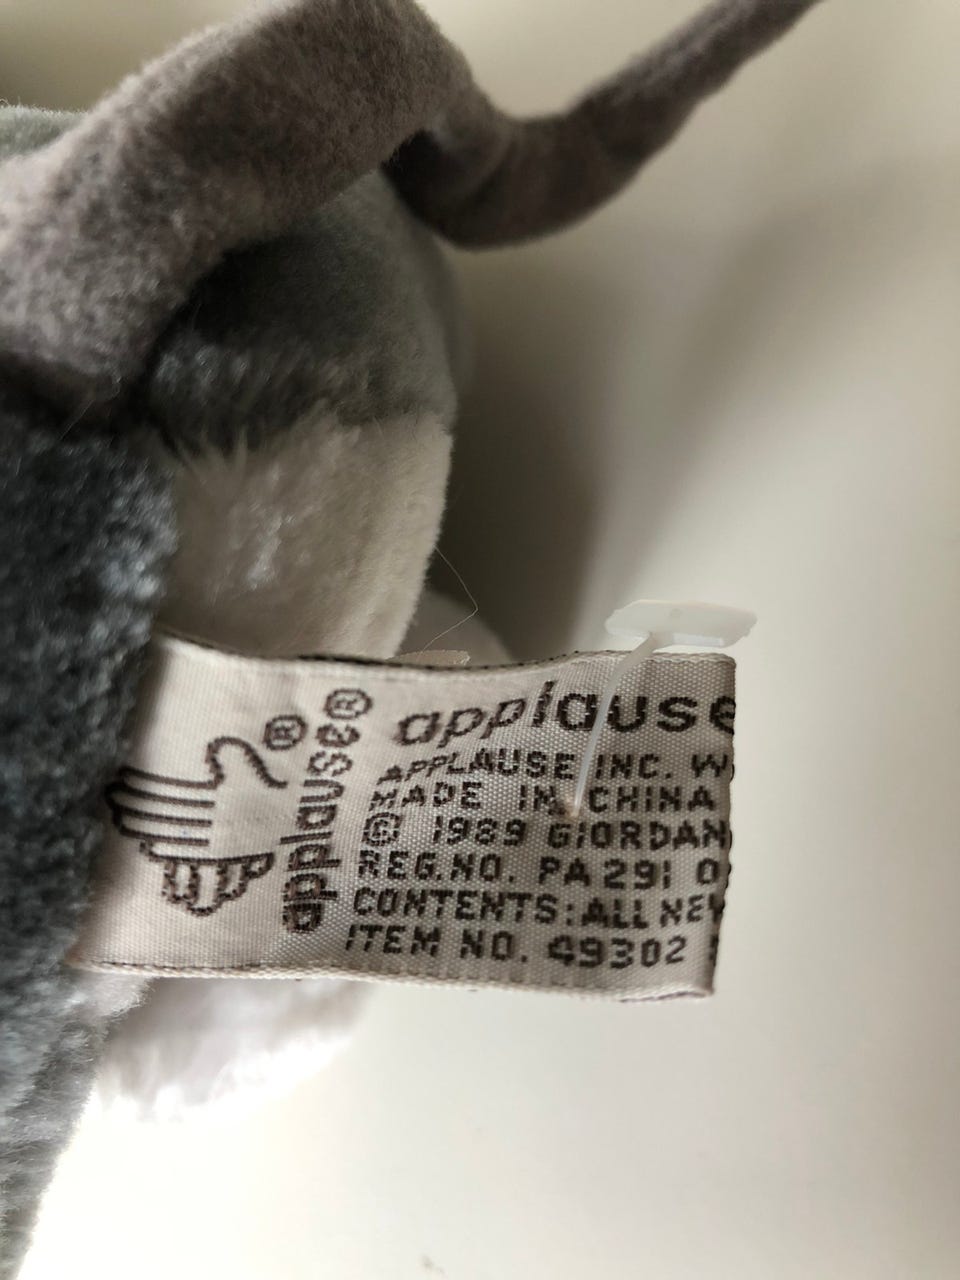 ®
applause®
applause
APPLAUSE INC. W
MADE IN CHINA
© 1989 GIORDAN
REG.NO. PA 291 0
CONTENTS: ALL NEW
ITEM NO. 49302